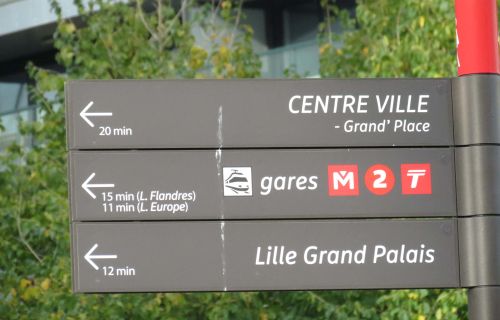 CENTRE VILLE
20 min - Grand' Place
gares M 2 T
15 min (L. Flandres)
11 min (L. Europe)
Lille Grand Palais
12 min